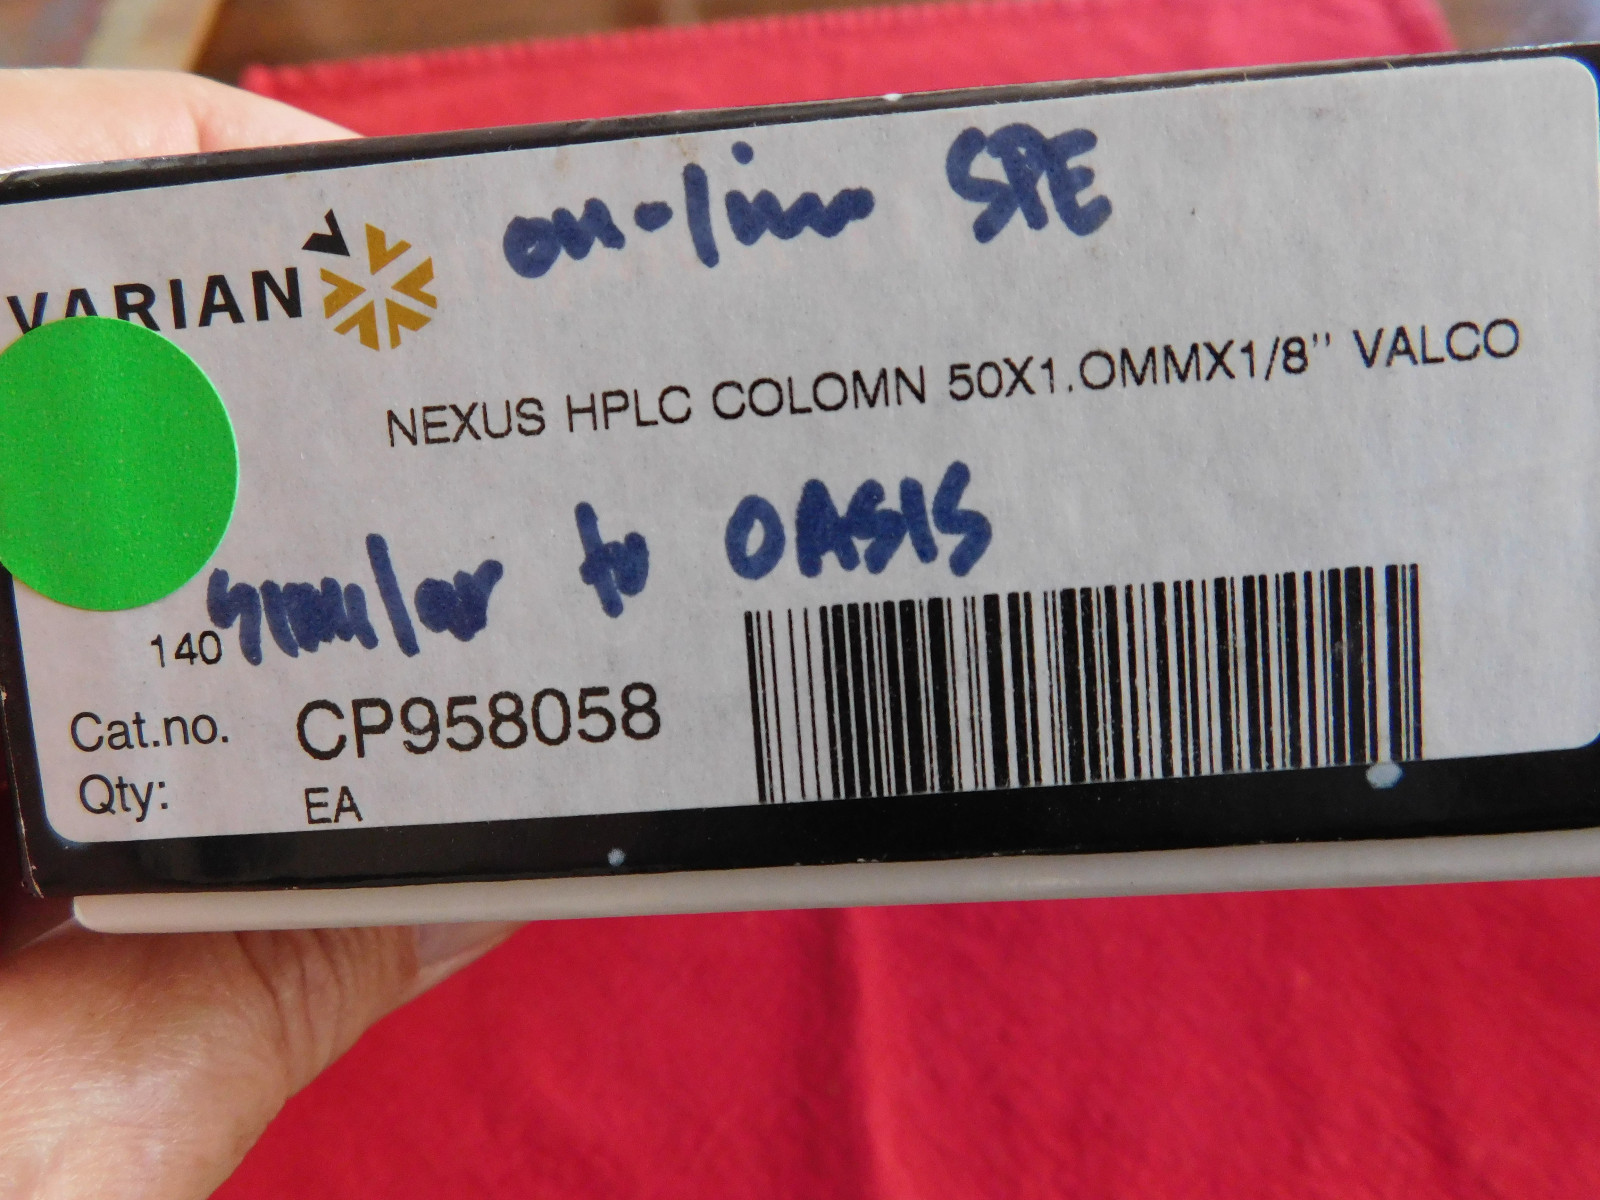 on-line SPE
VARIAN
NEXUS HPLC COLOMN 50X1.0MMX1/8" VALCO
similar to OASIS
140
Cat.no. CP958058
Qty: EA